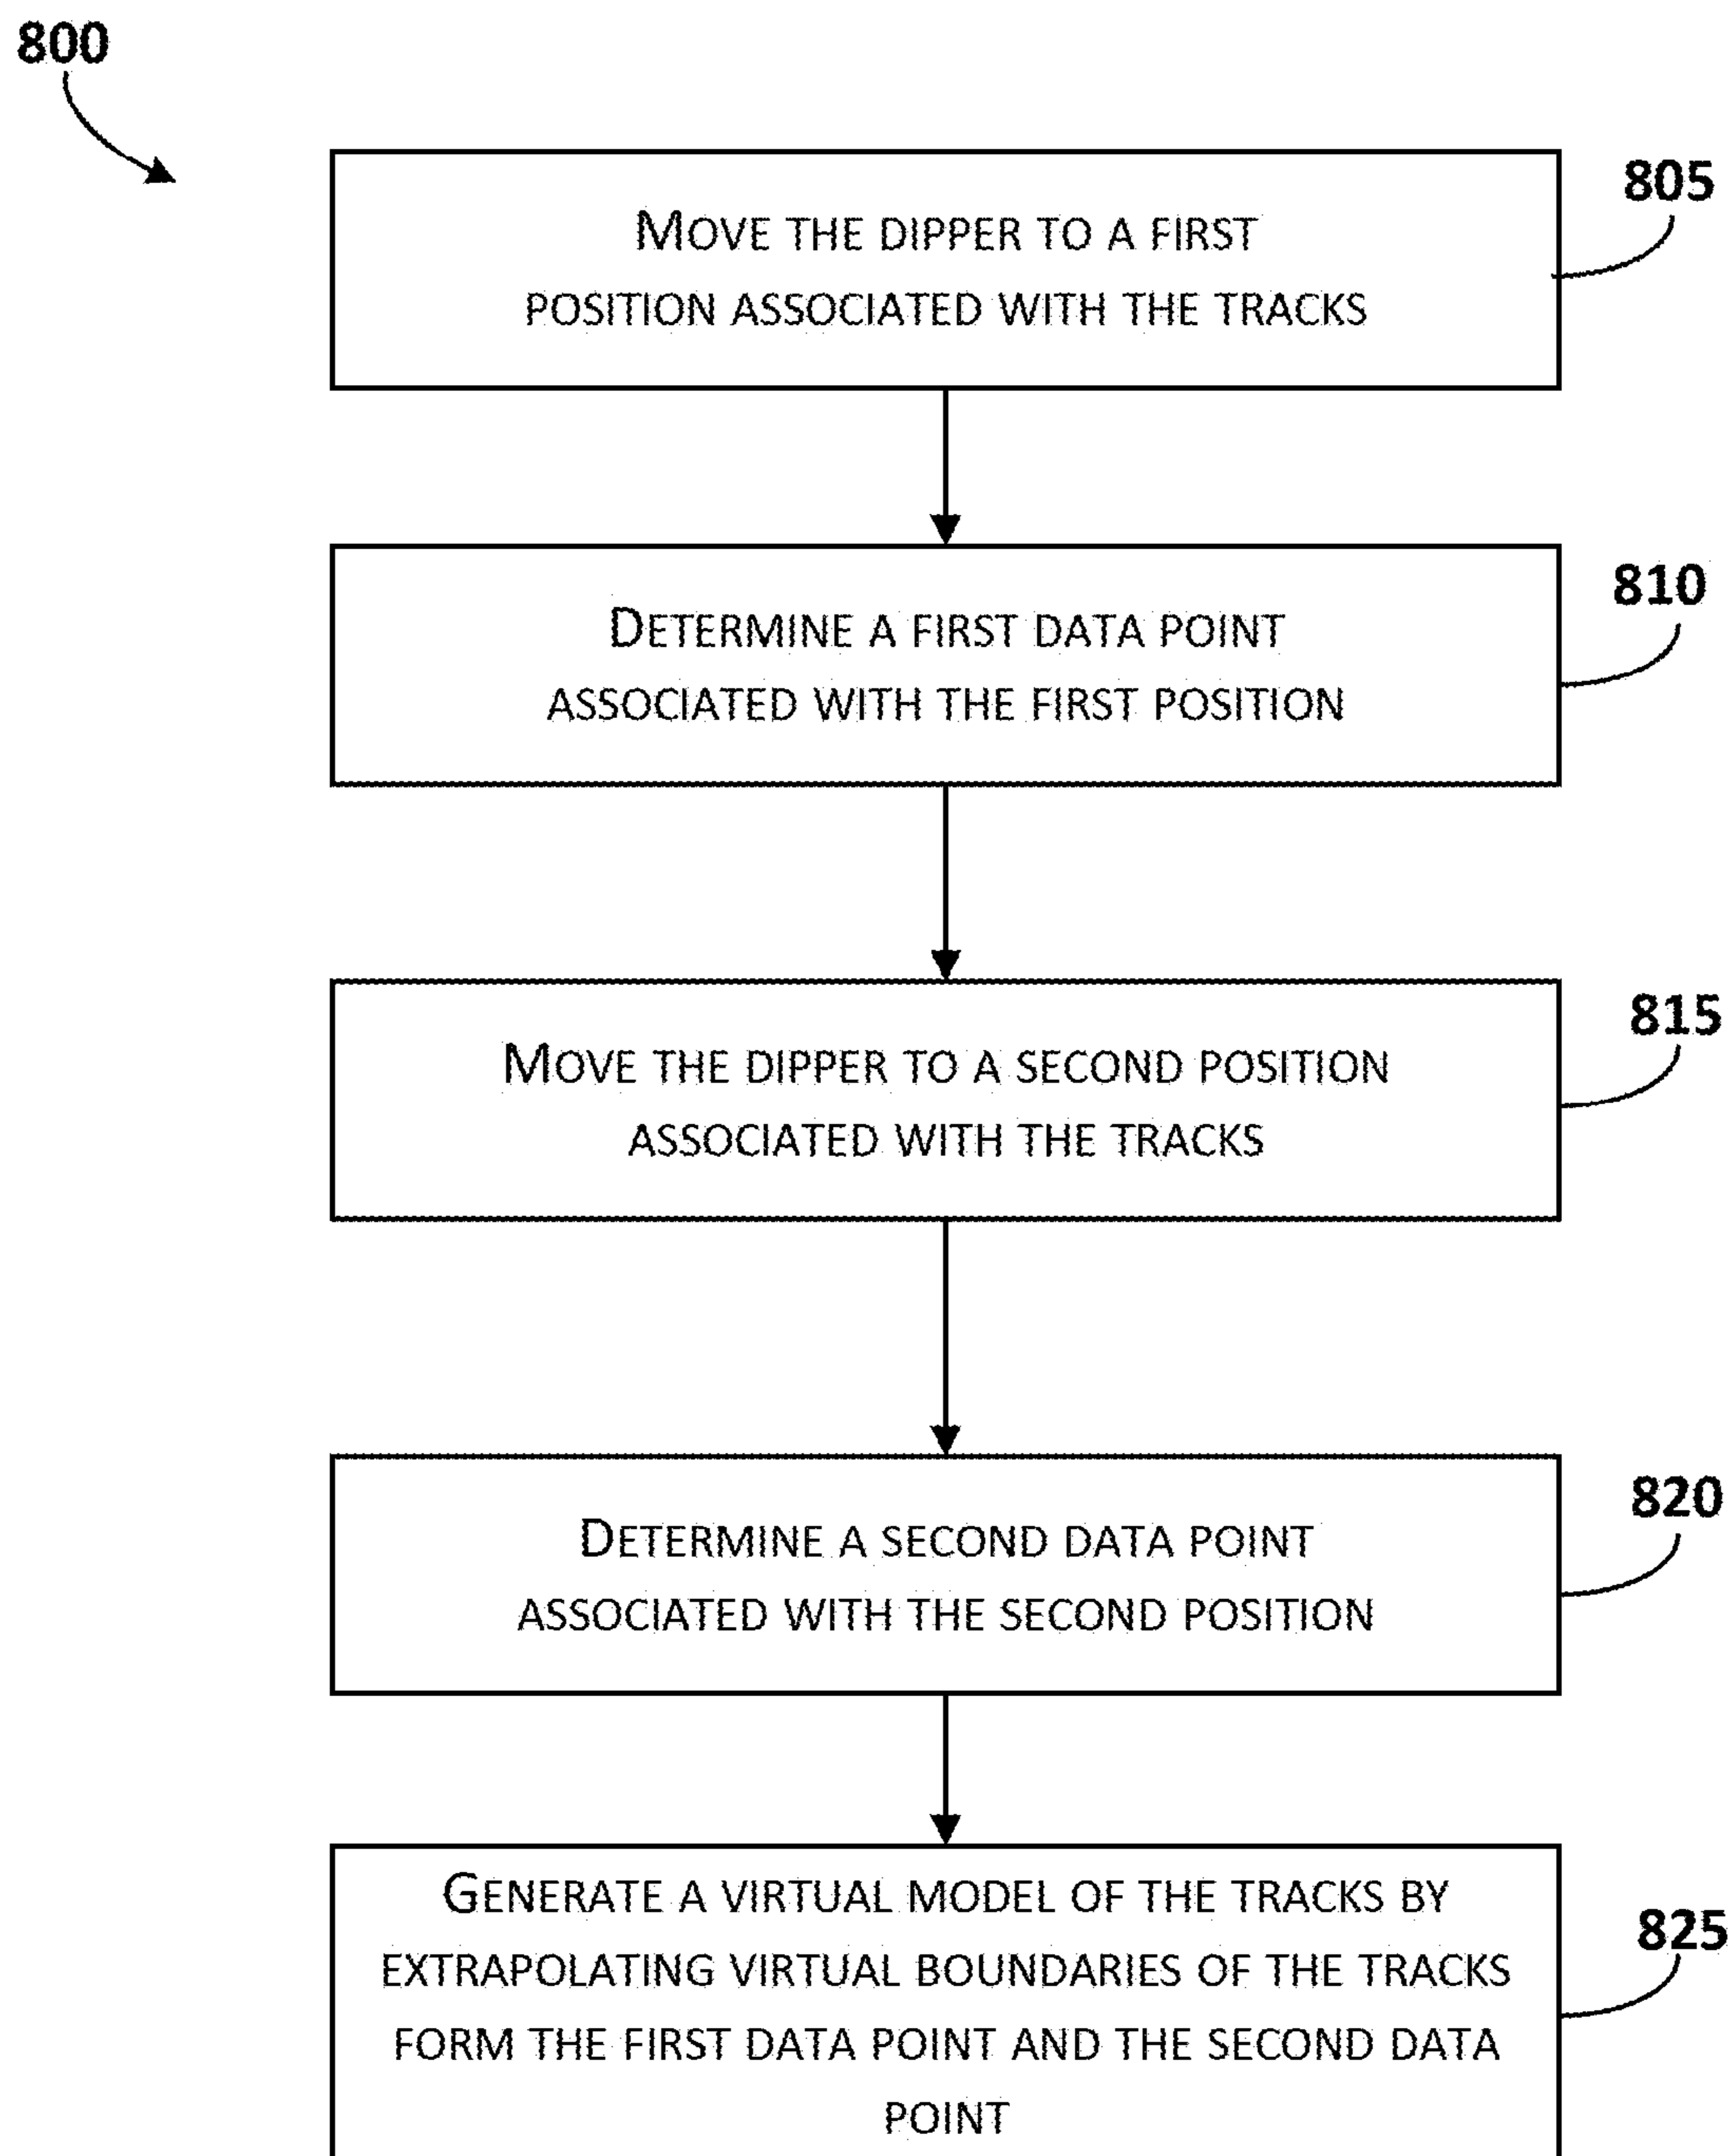 800
805
MOVE THE DIPPER TO A FIRST
POSITION ASSOCIATED WITH THE TRACKS
810
DETERMINE A FIRST DATA POINT
ASSOCIATED WITH THE FIRST POSITION
815
MOVE THE DIPPER TO A SECOND POSITION
ASSOCIATED WITH THE TRACKS
820
DETERMINE A SECOND DATA POINT
ASSOCIATED WITH THE SECOND POSITION
825
GENERATE A VIRTUAL MODEL OF THE TRACKS BY
EXTRAPOLATING VIRTUAL BOUNDARIES OF THE TRACKS
FORM THE FIRST DATA POINT AND THE SECOND DATA
POINT